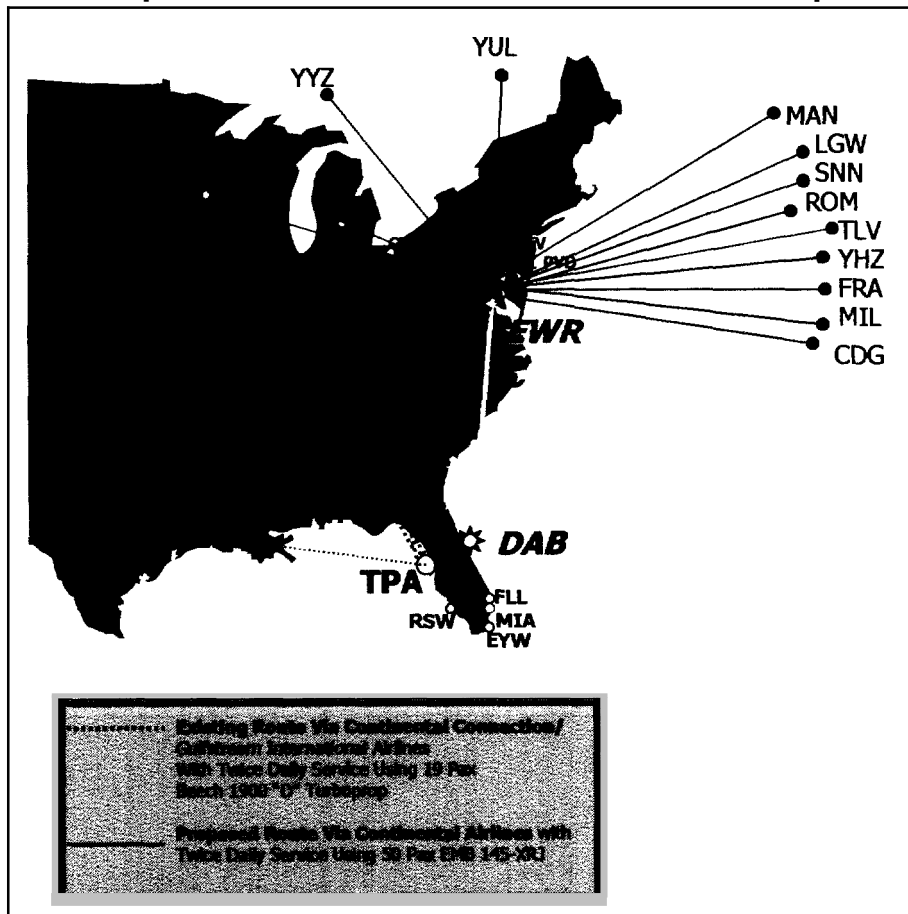 YUL
YYZ
MAN
LGW
SNN
ROM
TLV
PVD
YHZ
FRA
MIL
EWR
CDG
DAB
TPA
FLL
RSW
MIA
EYW
Existing Route Via Continental Connection/
Gulfstream International Airlines
With Twice Daily Service Using 19 Pax
Beech 1900 "D" Turboprop
Proposed Route Via Continental Airlines with
Twice Daily Service Using 50 Pax EMB 145-XRJ